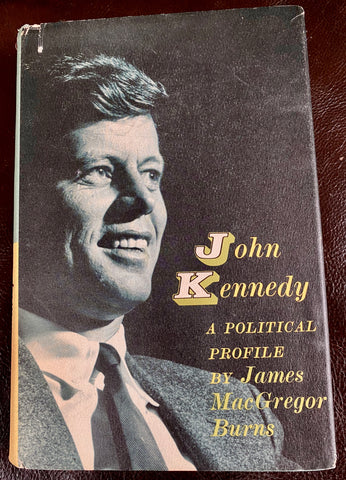 John
Kennedy
A POLITICAL
PROFILE
BY James
MacGregor
Burns